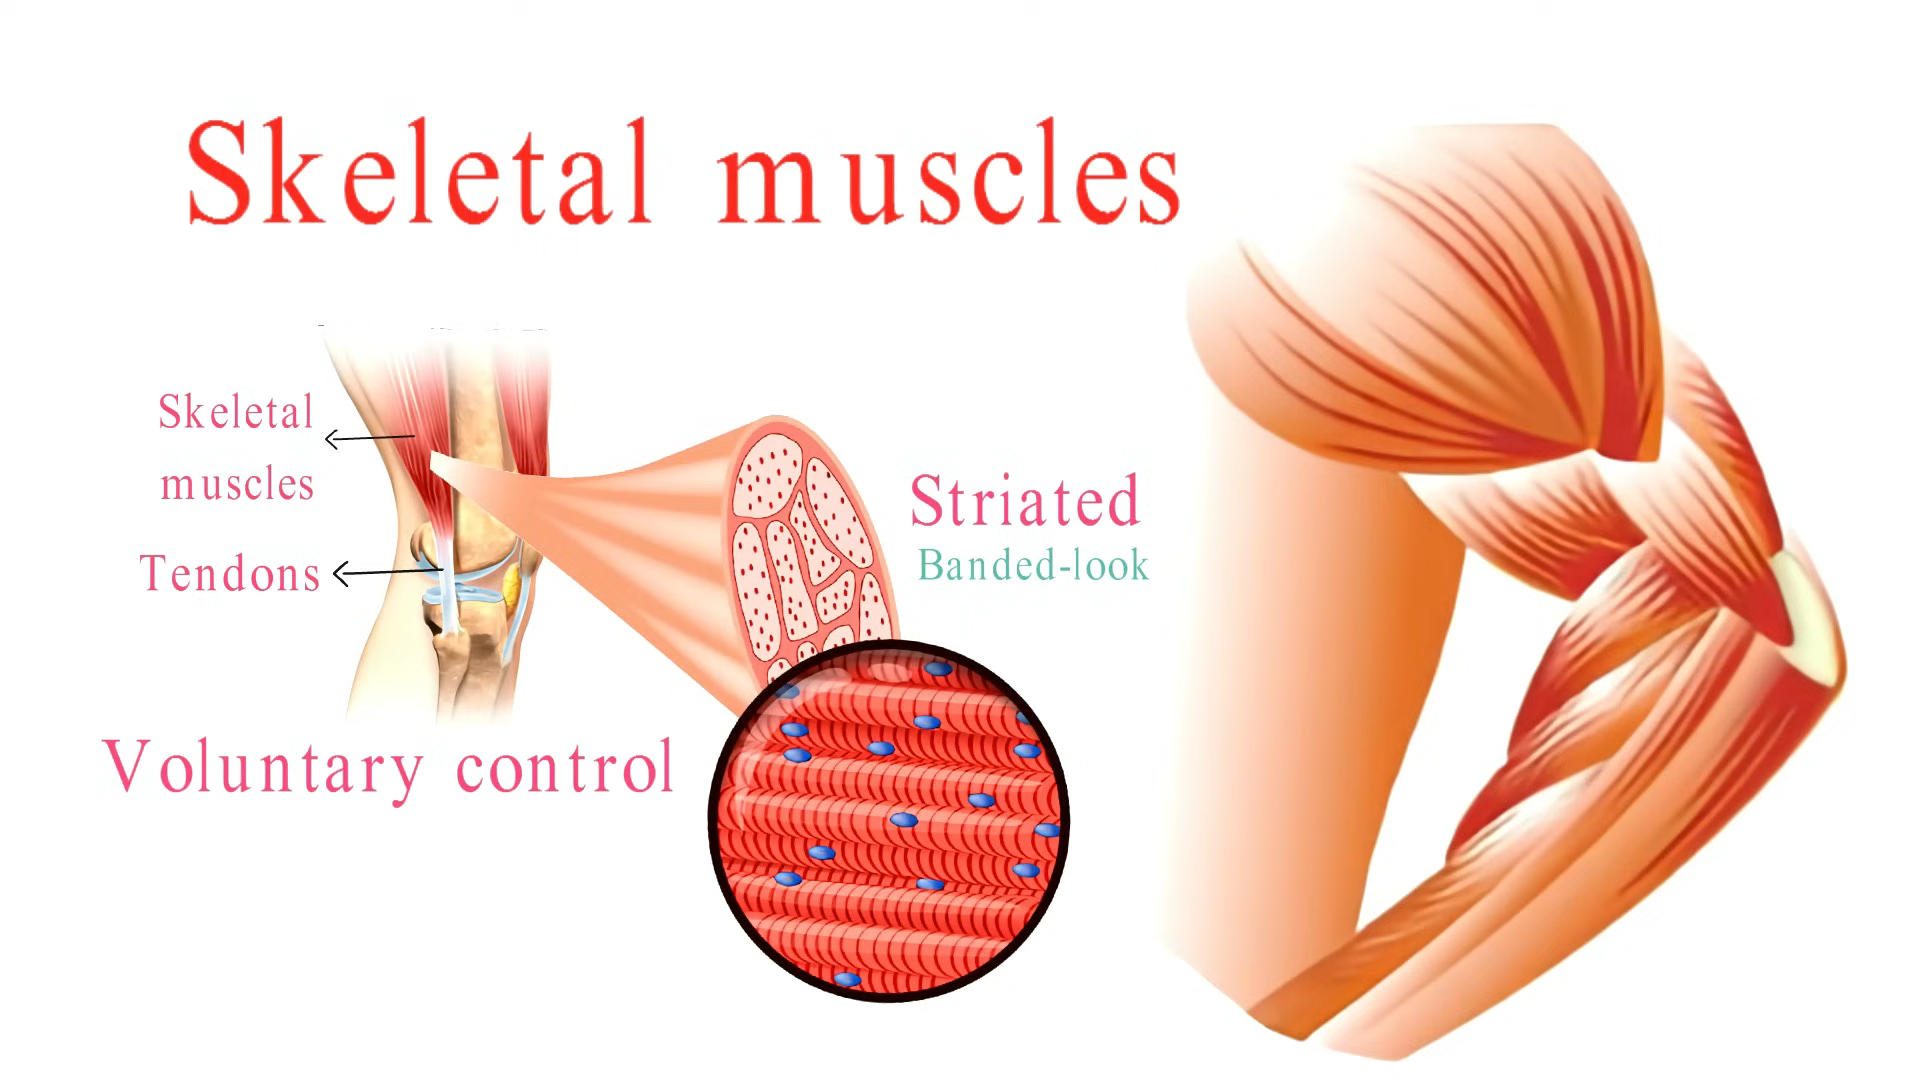 Skeletal muscles
Skeletal
muscles
Tendons
Striated
Banded-look
Voluntary control